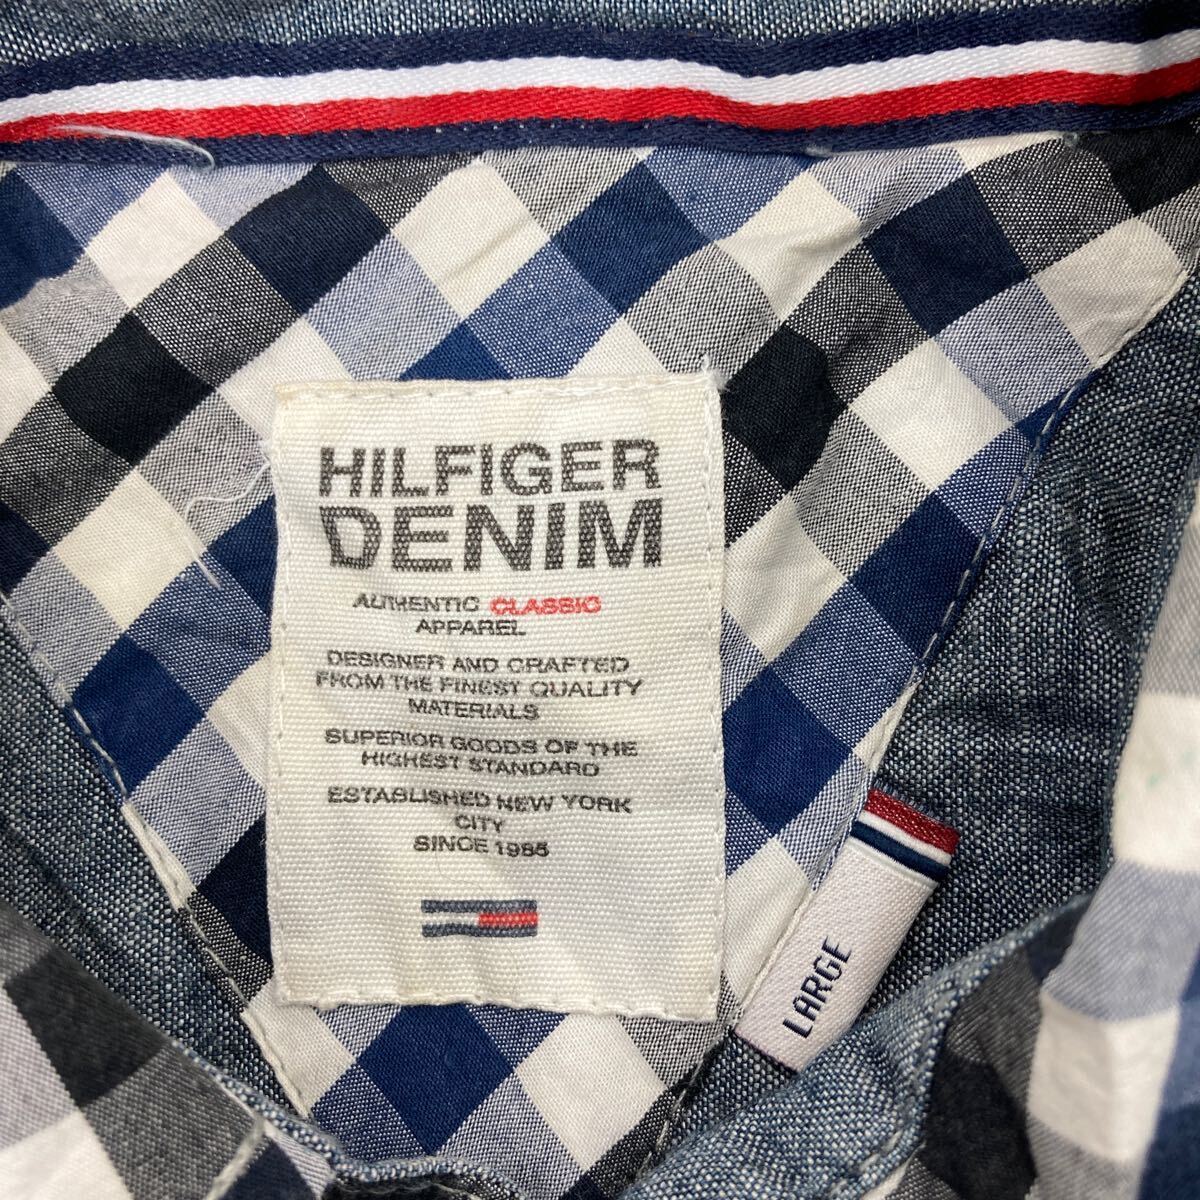 HILFIGER
DENIM
AUTHENTIC CLASSIC
APPAREL
DESIGNER AND CRAFTED
FROM THE FINEST QUALITY
MATERIALS
SUPERIOR GOODS OF THE
HIGHEST STANDARD
ESTABLISHED NEW YORK
CITY
SINCE 1985
LARGE